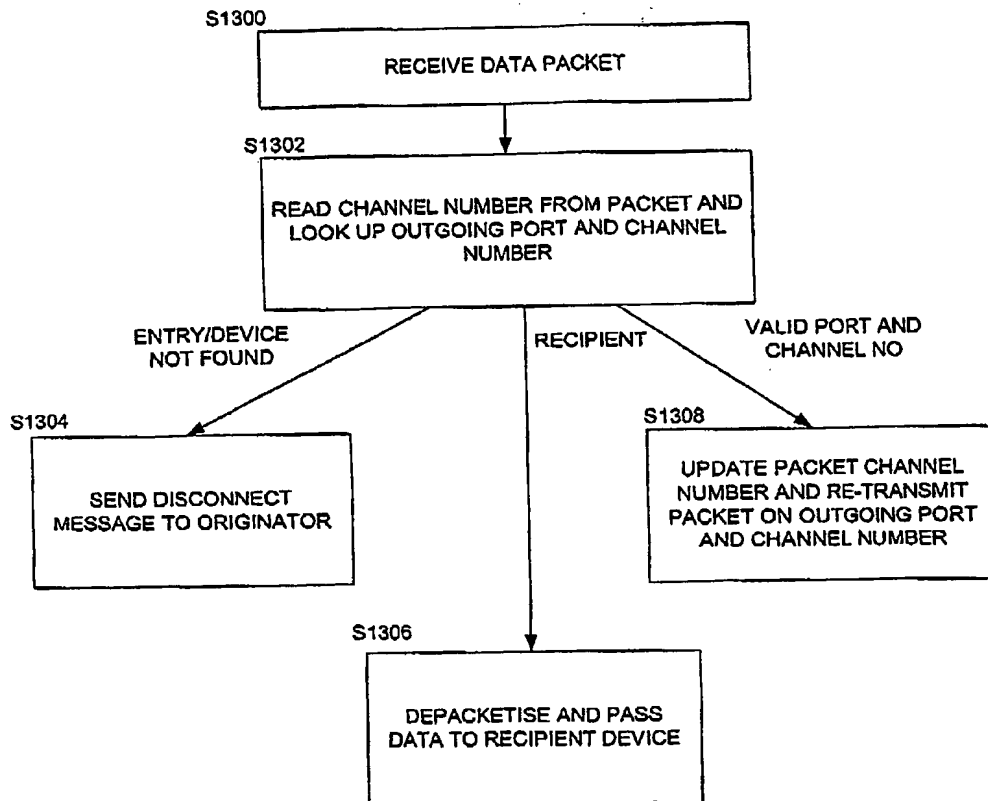 S1300
RECEIVE DATA PACKET
S1302
READ CHANNEL NUMBER FROM PACKET AND
LOOK UP OUTGOING PORT AND CHANNEL
NUMBER
ENTRY/DEVICE
NOT FOUND
RECIPIENT
VALID PORT AND
CHANNEL NO
S1304
SEND DISCONNECT
MESSAGE TO ORIGINATOR
S1308
UPDATE PACKET CHANNEL
NUMBER AND RE-TRANSMIT
PACKET ON OUTGOING PORT
AND CHANNEL NUMBER
S1306
DEPACKETISE AND PASS
DATA TO RECIPIENT DEVICE